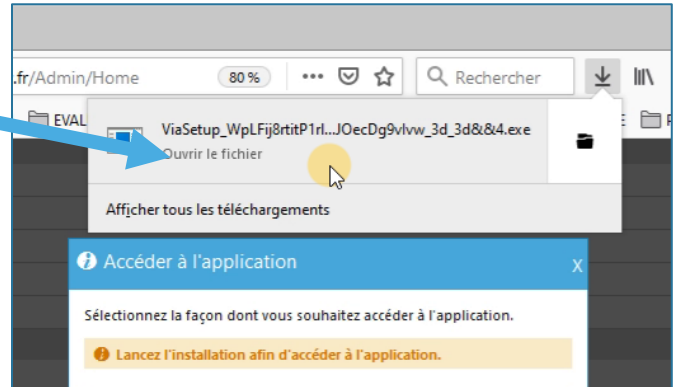 .fr/Admin/Home 80 % ••• Rechercher
EVAL
ViaSetup_WpLFij8rtitP1rl...JOecDg9vlvw_3d_3d&&4.exe
Ouvrir le fichier
Afficher tous les téléchargements
Accéder à l'application X
Sélectionnez la façon dont vous souhaitez accéder à l'application.
Lancez l'installation afin d'accéder à l'application.